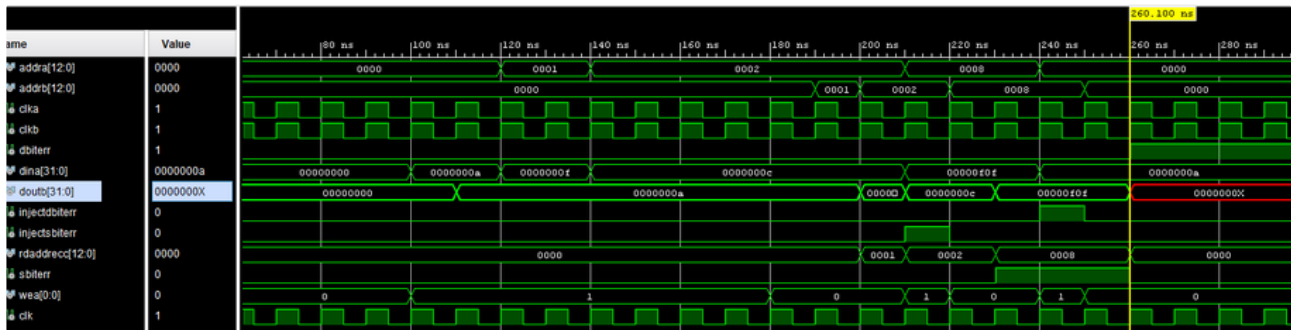 260.100 ns
ame Value
80 ns 100 ns 120 ns 140 ns 160 ns 180 ns 200 ns 220 ns 240 ns 260 ns 280 ns
addra[12:0] 0000 0000 0001 0002 0008 0000
addrb[12:0] 0000 0000 0001 0002 0008 0000
clka 1
clkb 1
dbiterr 1
dina[31:0] 0000000a 00000000 0000000a 0000000f 0000000c 00000f0f 0000000a
doutb[31:0] 0000000X 00000000 0000000a 0000 0000000c 00000f0f 0000000X
injectdbiterr 0
injectsbiterr 0
rdaddrecc[12:0] 0000 0000 0001 0002 0008 0000
sbiterr 0
wea[0:0] 0 0 1 0 1 0 1 0
clk 1